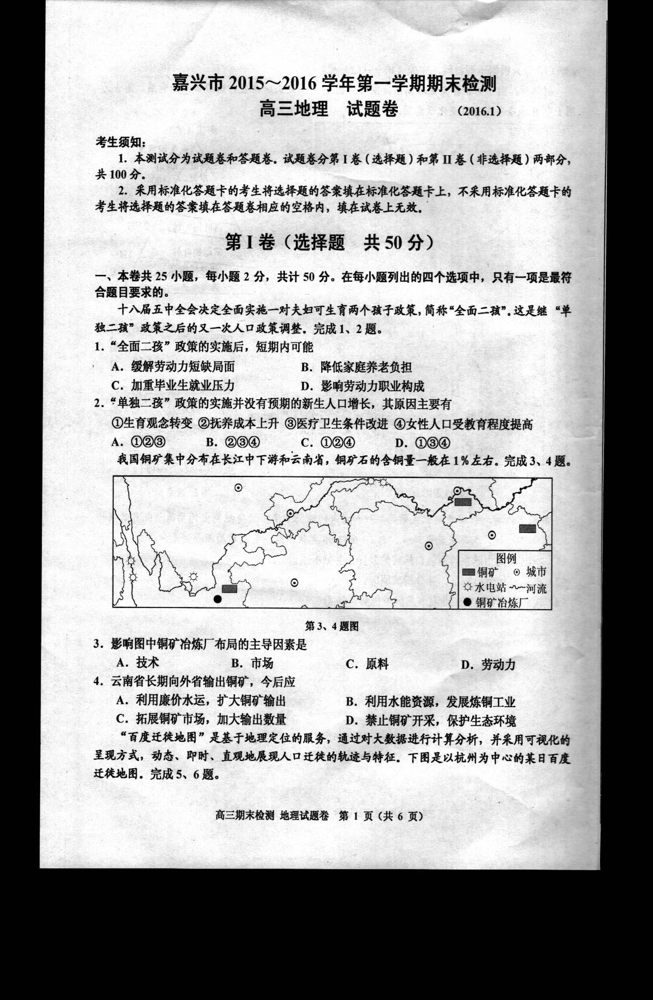 嘉兴市 2015～2016 学年第一学期期末检测
高三地理 试题卷 （2016.1）
考生须知：
1. 本测试分为试题卷和答题卷。试题卷分第 I 卷（选择题）和第 II 卷（非选择题）两部分，
共 100 分。
2. 采用标准化答题卡的考生将选择题的答案填在标准化答题卡上，不采用标准化答题卡的
考生将选择题的答案填在答题卷相应的空格内，填在试卷上无效。
第 I 卷（选择题 共 50 分）
一、本卷共 25 小题，每小题 2 分，共计 50 分。在每小题列出的四个选项中，只有一项是最符
合题目要求的。
十八届五中全会决定全面实施一对夫妇可生育两个孩子政策，简称“全面二孩”。这是继 “单
独二孩” 政策之后的又一次人口政策调整。完成 1、2 题。
1．“全面二孩” 政策的实施后，短期内可能
A．缓解劳动力短缺局面 B．降低家庭养老负担
C．加重毕业生就业压力 D．影响劳动力职业构成
2．“单独二孩” 政策的实施并没有预期的新生人口增长，其原因主要有
①生育观念转变 ②抚养成本上升 ③医疗卫生条件改进 ④女性人口受教育程度提高
A．①②③ B．②③④ C．①②④ D．①③④
我国铜矿集中分布在长江中下游和云南省，铜矿石的含铜量一般在 1%左右。完成 3、4 题。
图例
铜矿 城市
水电站 河流
铜矿冶炼厂
第 3、4 题图
3．影响图中铜矿冶炼厂布局的主导因素是
A．技术 B．市场 C．原料 D．劳动力
4．云南省长期向外省输出铜矿，今后应
A．利用廉价水运，扩大铜矿输出 B．利用水能资源，发展炼铜工业
C．拓展铜矿市场，加大输出数量 D．禁止铜矿开采，保护生态环境
“百度迁徙地图” 是基于地理定位的服务，通过对大数据进行计算分析，并采用可视化的
呈现方式，动态、即时、直观地展现人口迁徙的轨迹与特征。下图是以杭州为中心的某日百度
迁徙地图。完成 5、6 题。
高三期末检测 地理试题卷 第 1 页（共 6 页）